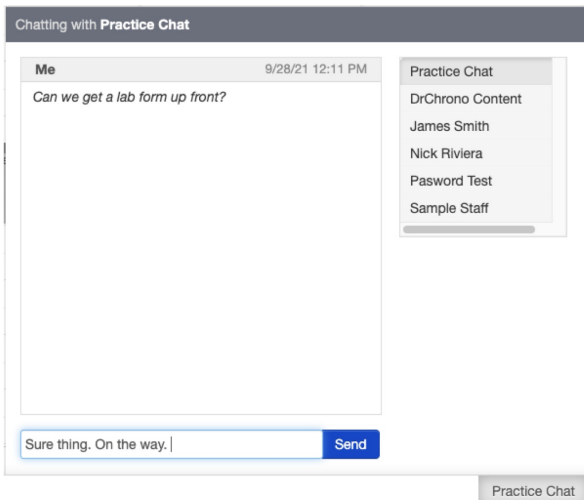 Chatting with Practice Chat
Me 9/28/21 12:11 PM
Can we get a lab form up front?
Practice Chat
DrChrono Content
James Smith
Nick Riviera
Pasword Test
Sample Staff
Sure thing. On the way.
Send
Practice Chat